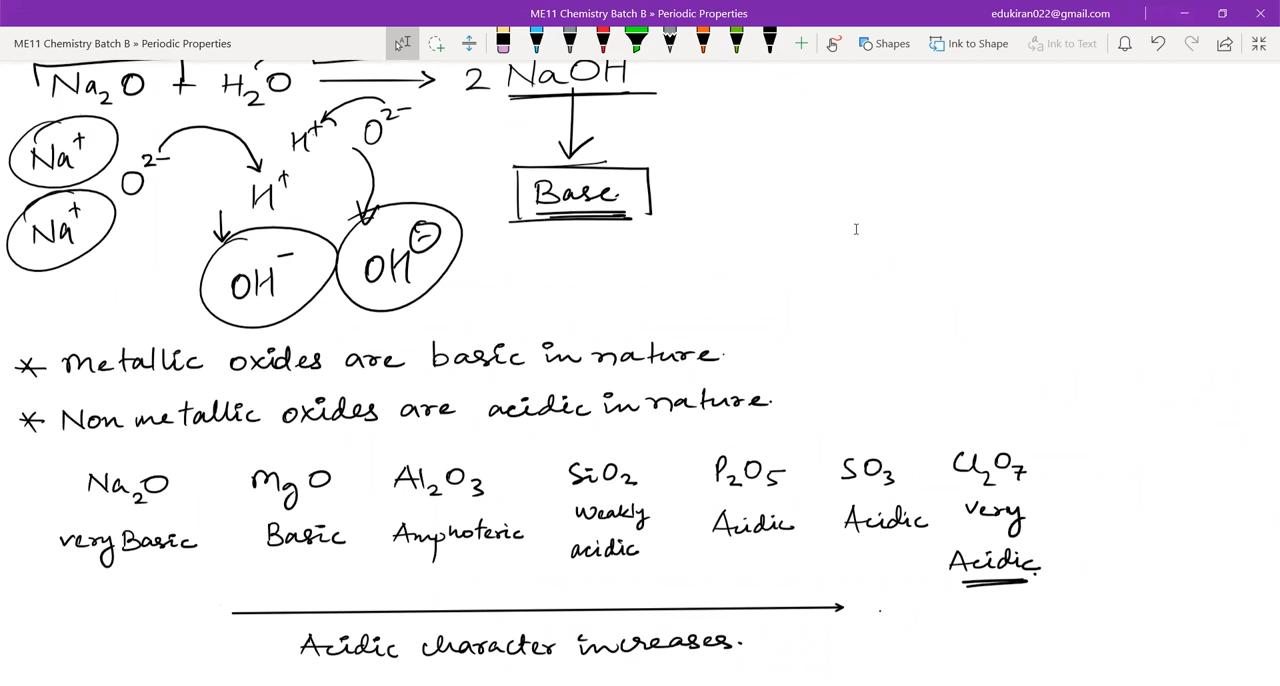 ME11 Chemistry Batch B » Periodic Properties
edukiran022@gmail.com
ME11 Chemistry Batch B » Periodic Properties
Shapes
Ink to Shape
Ink to Text
Na₂O + H₂O → 2 NaOH
Na⁺ O²⁻ H⁺ H⁺ O²⁻
Na⁺ OH⁻ OH⊖
Base
* Metallic oxides are basic in nature.
* Non metallic oxides are acidic in nature.
Na₂O MgO Al₂O₃ SiO₂ P₂O₅ SO₃ Cl₂O₇
very Basic Basic Amphoteric Weakly acidic Acidic Acidic very Acidic.
Acidic character increases.